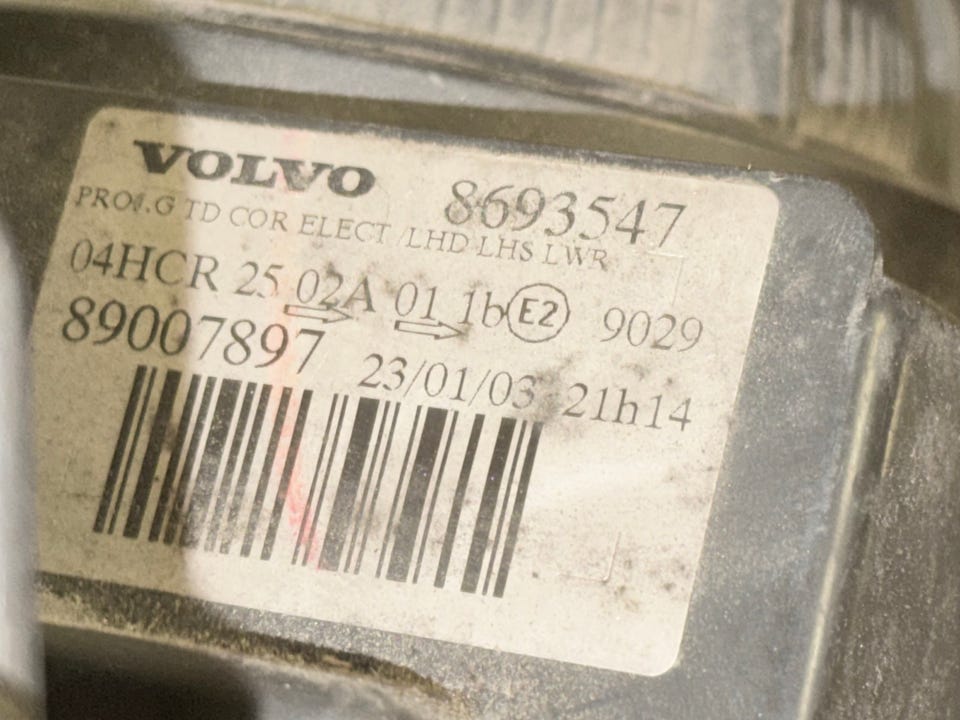 VOLVO 8693547
PROJ.G TD COR ELECT /LHD LHS LWR
04HCR 25 02A 01 1b E2 9029
89007897
23/01/03 21h14